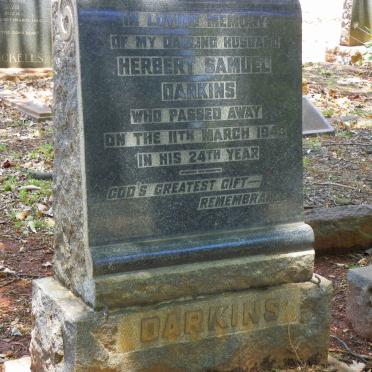 IN LOVING MEMORY
OF MY DARLING HUSBAND
HERBERT SAMUEL
DARKINS
WHO PASSED AWAY
ON THE 11TH MARCH
IN HIS 24TH YEAR
GOD'S GREATEST GIFT—
REMEMBRANCE
DARKINS